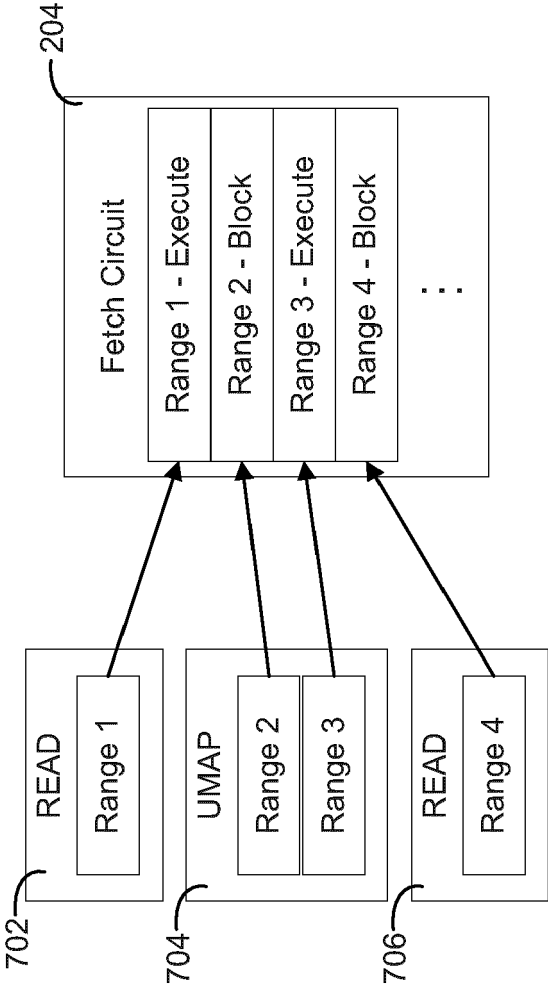 702
READ
Range 1
704
UMAP
Range 2
Range 3
706
READ
Range 4
204
Fetch Circuit
Range 1 - Execute
Range 2 - Block
Range 3 - Execute
Range 4 - Block
...